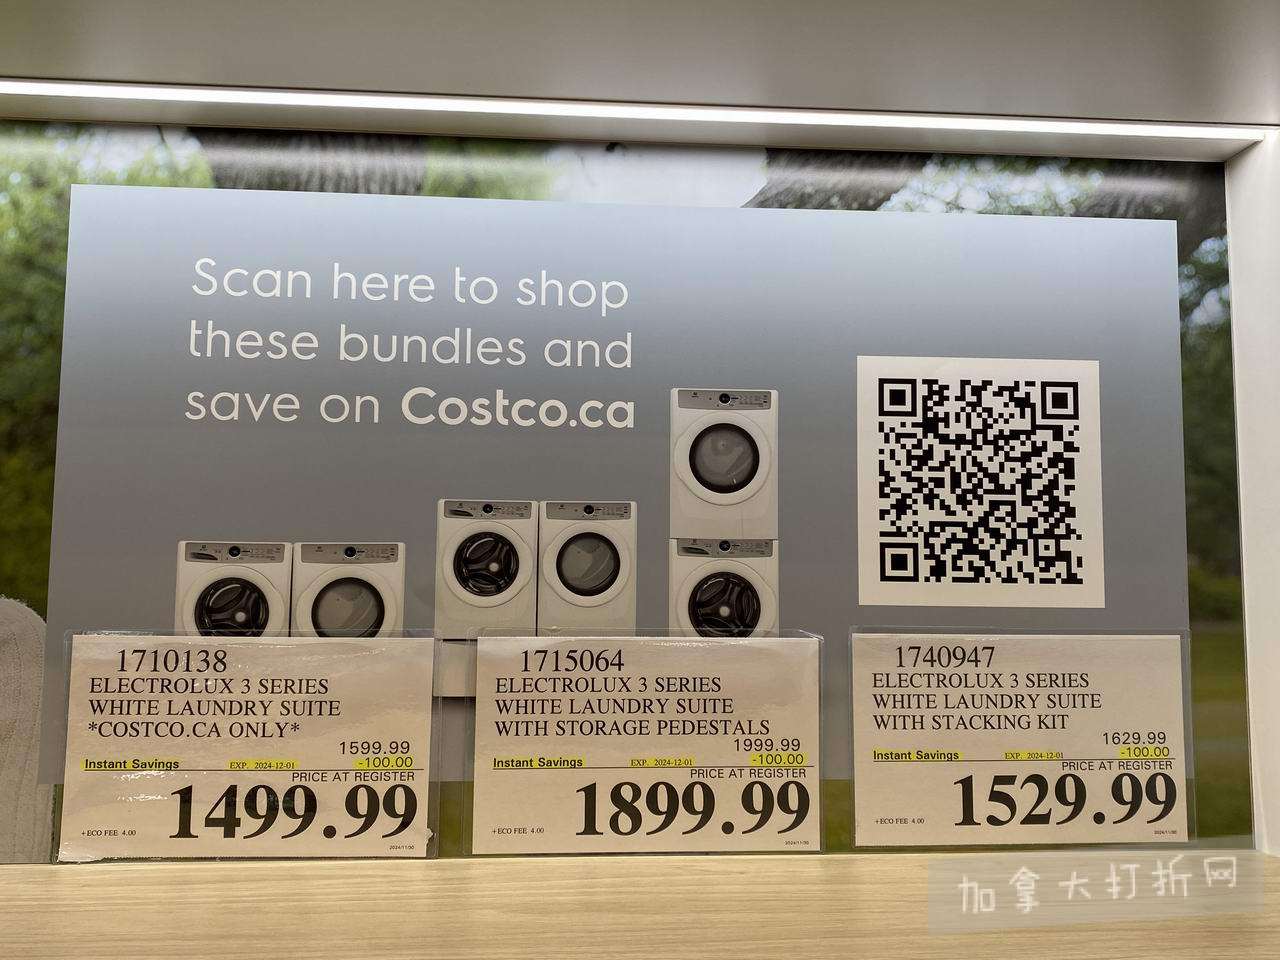 Scan here to shop
these bundles and
save on Costco.ca
1710138
ELECTROLUX 3 SERIES
WHITE LAUNDRY SUITE
*COSTCO.CA ONLY*
1599.99
Instant Savings EXP. 2024-12-01 -100.00
PRICE AT REGISTER
1499.99
+ECO FEE 4.00
2024/11/30
1715064
ELECTROLUX 3 SERIES
WHITE LAUNDRY SUITE
WITH STORAGE PEDESTALS
1999.99
Instant Savings EXP. 2024-12-01 -100.00
PRICE AT REGISTER
1899.99
+ECO FEE 4.00
2024/11/30
1740947
ELECTROLUX 3 SERIES
WHITE LAUNDRY SUITE
WITH STACKING KIT
1629.99
Instant Savings EXP. 2024-12-01 -100.00
PRICE AT REGISTER
1529.99
+ECO FEE 4.00
2024/11/30
加拿大打折网